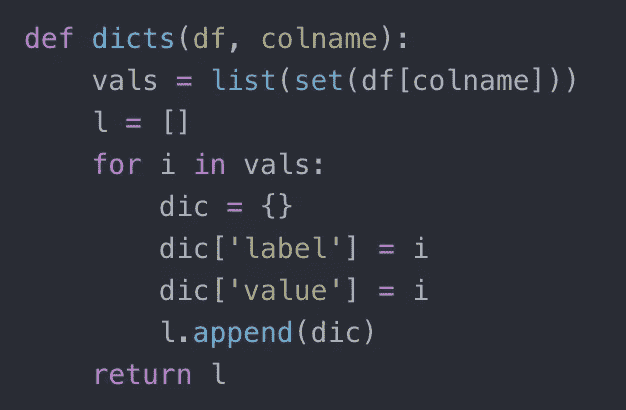 def dicts(df, colname):
    vals = list(set(df[colname]))
    l = []
    for i in vals:
        dic = {}
        dic['label'] = i
        dic['value'] = i
        l.append(dic)
    return l